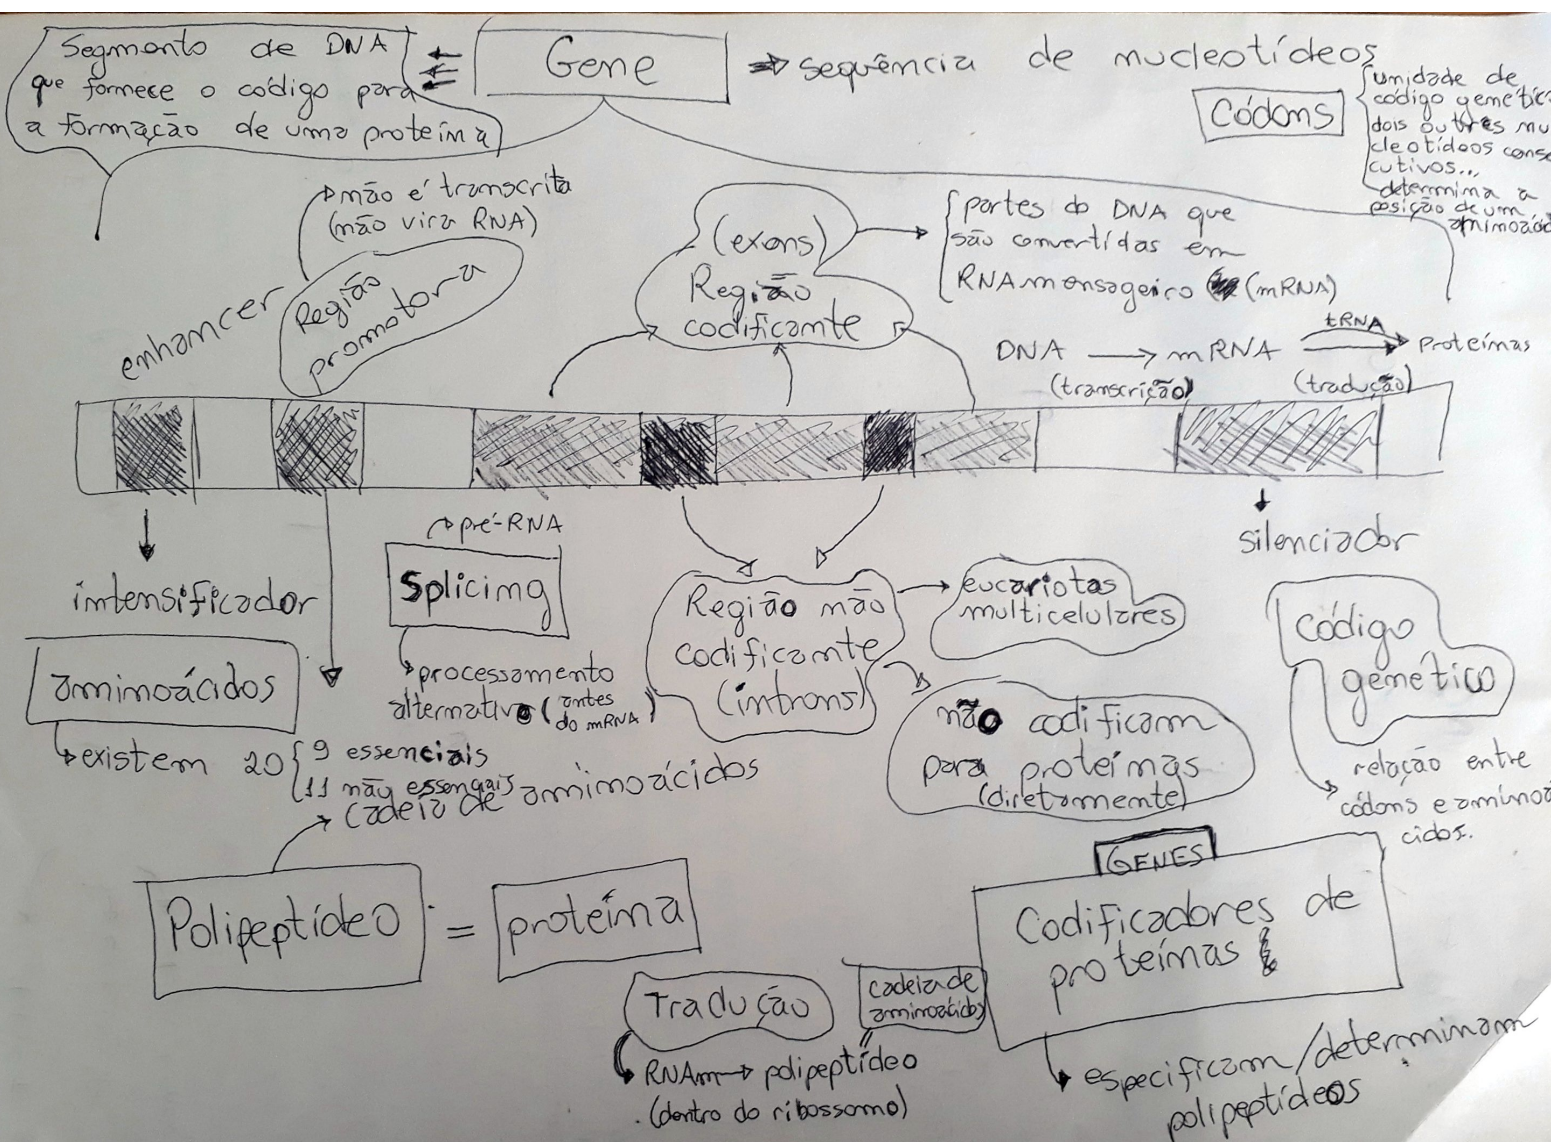 Segmento de DNA
que fornece o código para
a formação de uma proteína
Gene
sequência de nucleotídeos
Códons
unidade de
código genétic
dois ou três nu
cleotídeos conse
cutivos...
determina a
posição de um
aminoácid
não é transcrita
(não vira RNA)
enhancer
Região
promotora
(exons)
Região
codificante
partes do DNA que
são convertidas em
RNA mensageiro (mRNA)
DNA → mRNA tRNA → Proteínas
(transcrição) (tradução)
intensificador
pré-RNA
Splicing
processamento
alternativo (antes
do mRNA)
Região não
codificante
(íntrons)
eucariotas
multicelulares
não codificam
para proteínas
(diretamente)
silenciador
código
genético
relação entre
códons e aminoá
cidos.
aminoácidos
existem 20 { 9 essenciais
11 não essenciais
cadeia de aminoácidos
Polipeptídeo = proteína
Tradução
RNAm → polipeptídeo
(dentro do ribossomo)
cadeia de
aminoácidos
GENES
Codificadores de
proteínas
especificam/determinam
polipeptídeos